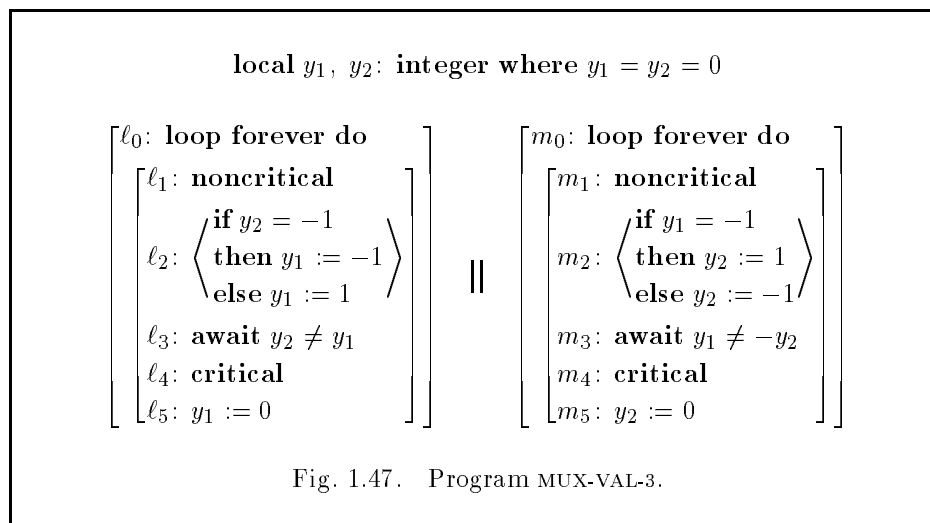 local y₁, y₂: integer where y₁ = y₂ = 0
ℓ₀: loop forever do
ℓ₁: noncritical
if y₂ = −1
ℓ₂: then y₁ := −1
else y₁ := 1
ℓ₃: await y₂ ≠ y₁
ℓ₄: critical
ℓ₅: y₁ := 0
||
m₀: loop forever do
m₁: noncritical
if y₁ = −1
m₂: then y₂ := 1
else y₂ := −1
m₃: await y₁ ≠ −y₂
m₄: critical
m₅: y₂ := 0
Fig. 1.47. Program MUX-VAL-3.